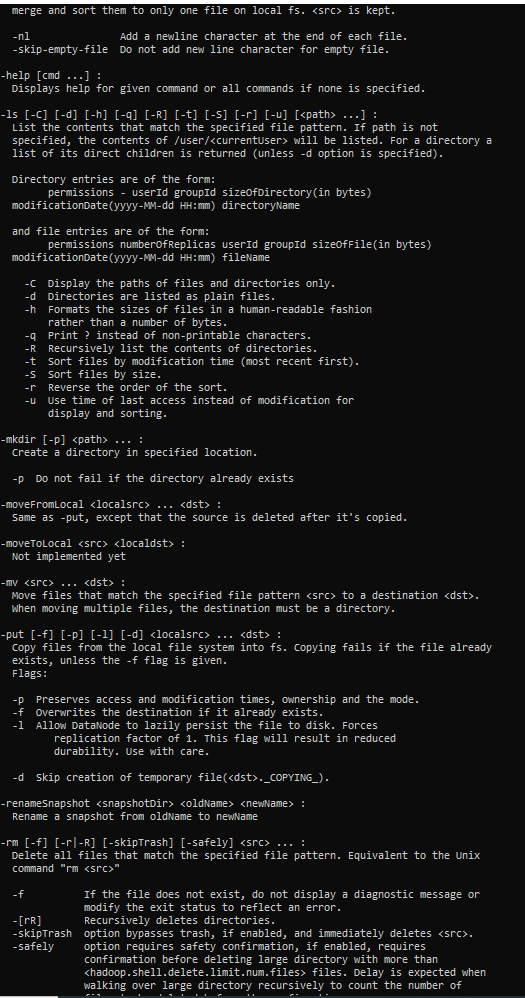 merge and sort them to only one file on local fs. <src> is kept.
-nl Add a newline character at the end of each file.
-skip-empty-file Do not add new line character for empty file.
-help [cmd ...] :
Displays help for given command or all commands if none is specified.
-ls [-C] [-d] [-h] [-q] [-R] [-t] [-S] [-r] [-u] [<path> ...] :
List the contents that match the specified file pattern. If path is not
specified, the contents of /user/<currentUser> will be listed. For a directory a
list of its direct children is returned (unless -d option is specified).
Directory entries are of the form:
permissions - userId groupId sizeOfDirectory(in bytes)
modificationDate(yyyy-MM-dd HH:mm) directoryName
and file entries are of the form:
permissions numberOfReplicas userId groupId sizeOfFile(in bytes)
modificationDate(yyyy-MM-dd HH:mm) fileName
-C Display the paths of files and directories only.
-d Directories are listed as plain files.
-h Formats the sizes of files in a human-readable fashion
rather than a number of bytes.
-q Print ? instead of non-printable characters.
-R Recursively list the contents of directories.
-t Sort files by modification time (most recent first).
-S Sort files by size.
-r Reverse the order of the sort.
-u Use time of last access instead of modification for
display and sorting.
-mkdir [-p] <path> ... :
Create a directory in specified location.
-p Do not fail if the directory already exists
-moveFromLocal <localsrc> ... <dst> :
Same as -put, except that the source is deleted after it's copied.
-moveToLocal <src> <localdst> :
Not implemented yet
-mv <src> ... <dst> :
Move files that match the specified file pattern <src> to a destination <dst>.
When moving multiple files, the destination must be a directory.
-put [-f] [-p] [-l] [-d] <localsrc> ... <dst> :
Copy files from the local file system into fs. Copying fails if the file already
exists, unless the -f flag is given.
Flags:
-p Preserves access and modification times, ownership and the mode.
-f Overwrites the destination if it already exists.
-l Allow DataNode to lazily persist the file to disk. Forces
replication factor of 1. This flag will result in reduced
durability. Use with care.
-d Skip creation of temporary file(<dst>._COPYING_).
-renameSnapshot <snapshotDir> <oldName> <newName> :
Rename a snapshot from oldName to newName
-rm [-f] [-r|-R] [-skipTrash] [-safely] <src> ... :
Delete all files that match the specified file pattern. Equivalent to the Unix
command "rm <src>"
-f If the file does not exist, do not display a diagnostic message or
modify the exit status to reflect an error.
-[rR] Recursively deletes directories.
-skipTrash option bypasses trash, if enabled, and immediately deletes <src>.
-safely option requires safety confirmation, if enabled, requires
confirmation before deleting large directory with more than
<hadoop.shell.delete.limit.num.files> files. Delay is expected when
walking over large directory recursively to count the number of